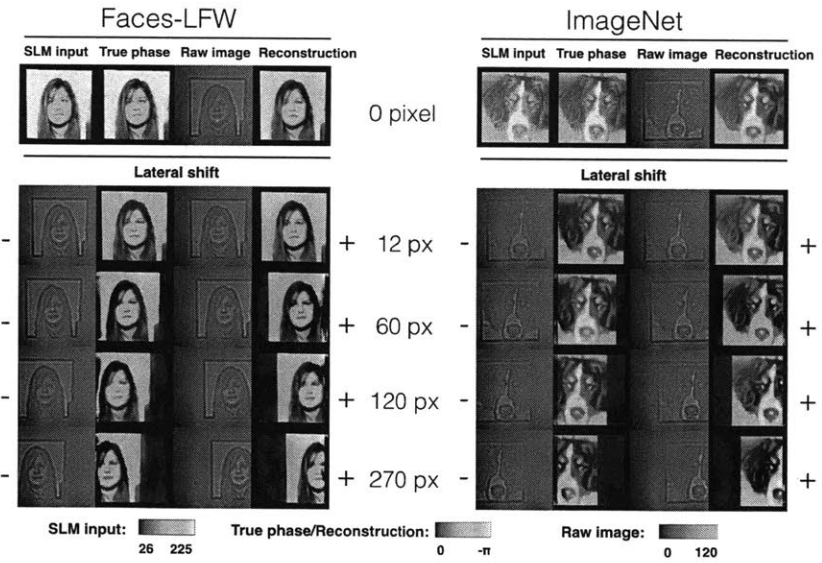 Faces-LFW ImageNet
SLM input True phase Raw image Reconstruction SLM input True phase Raw image Reconstruction
0 pixel
Lateral shift Lateral shift
- + 12 px - +
- + 60 px - +
- + 120 px - +
- + 270 px - +
SLM input: True phase/Reconstruction: Raw image:
26 225 0 -π 0 120